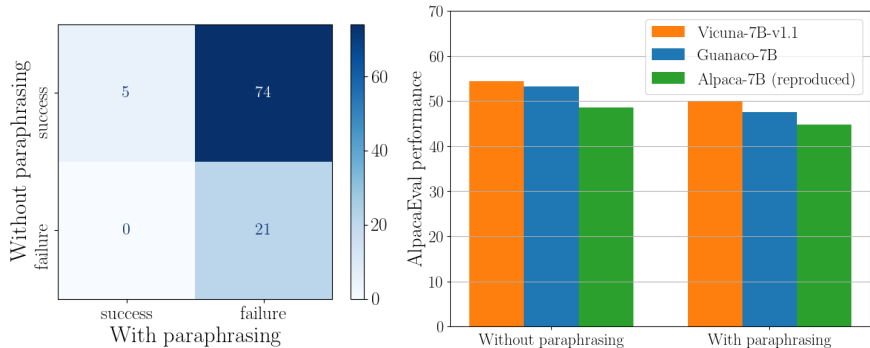 Without paraphrasing
success
failure
5
74
0
21
success
failure
With paraphrasing
60
40
20
0
AlpacaEval performance
70
60
50
40
30
20
10
0
Vicuna-7B-v1.1
Guanaco-7B
Alpaca-7B (reproduced)
Without paraphrasing
With paraphrasing